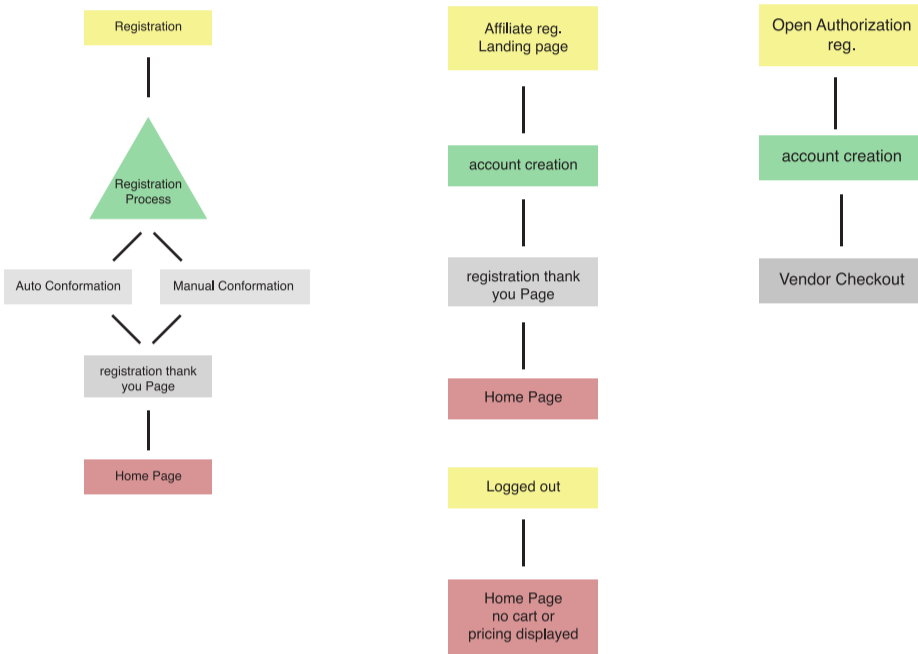 Registration
Registration
Process
Auto Conformation
Manual Conformation
registration thank
you Page
Home Page
Affiliate reg.
Landing page
account creation
registration thank
you Page
Home Page
Logged out
Home Page
no cart or
pricing displayed
Open Authorization
reg.
account creation
Vendor Checkout